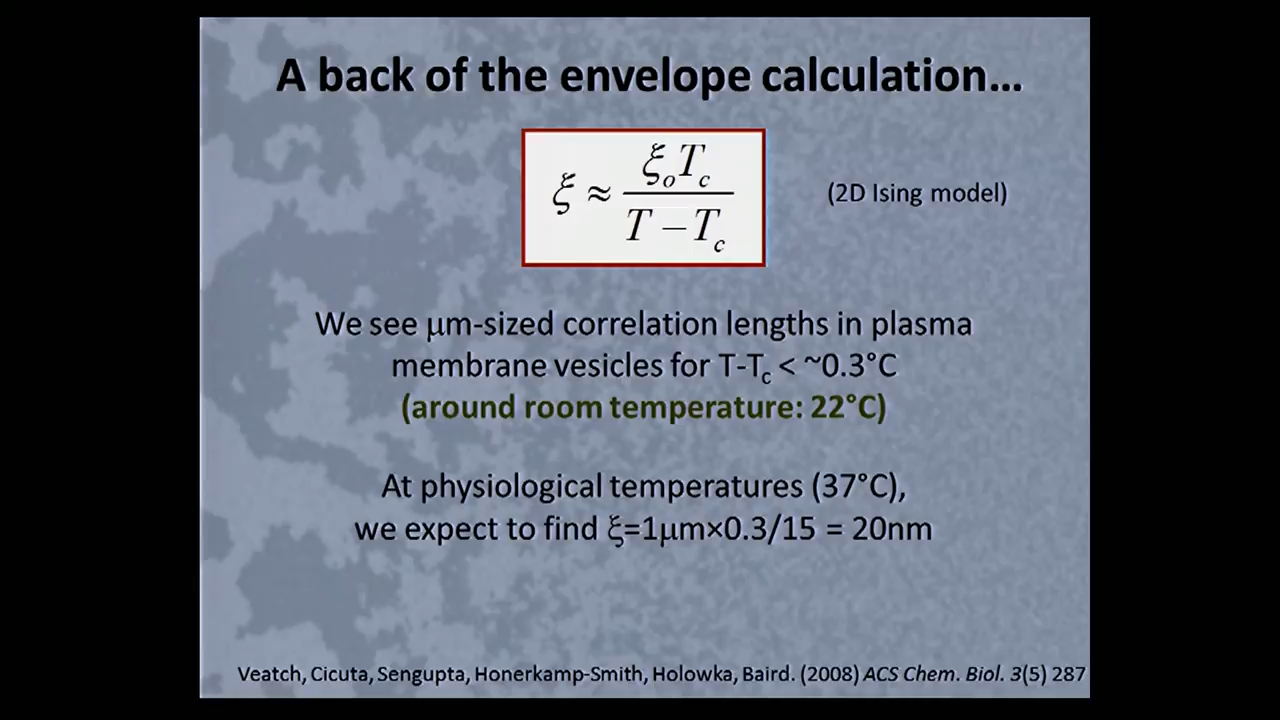 A back of the envelope calculation…
ξ ≈ ξₒT꜀ / (T − T꜀)
(2D Ising model)
We see μm-sized correlation lengths in plasma
membrane vesicles for T-Tc < ~0.3°C
(around room temperature: 22°C)
At physiological temperatures (37°C),
we expect to find ξ=1μm×0.3/15 = 20nm
Veatch, Cicuta, Sengupta, Honerkamp-Smith, Holowka, Baird. (2008) ACS Chem. Biol. 3(5) 287